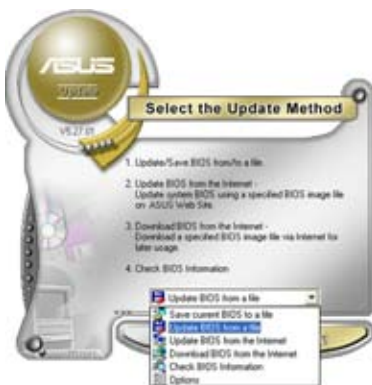 ASUS
Update
V5.27.01
Select the Update Method
1. Update/Save BIOS from/to a file.
2. Update BIOS from the Internet -
Update system BIOS using a specified BIOS image file
on ASUS Web Site.
3. Download BIOS from the Internet -
Download a specified BIOS image file via Internet for
later usage.
4. Check BIOS Information
Update BIOS from a file
Save current BIOS to a file
Update BIOS from a file
Update BIOS from the Internet
Download BIOS from the Internet
Check BIOS Information
Options